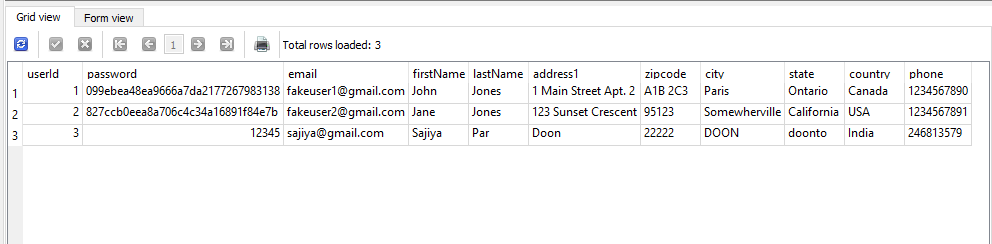 Grid view Form view
1 Total rows loaded: 3
userId password email firstName lastName address1 zipcode city state country phone
1 1 099ebea48ea9666a7da2177267983138 fakeuser1@gmail.com John Jones 1 Main Street Apt. 2 A1B 2C3 Paris Ontario Canada 1234567890
2 2 827ccb0eea8a706c4c34a16891f84e7b fakeuser2@gmail.com Jane Jones 123 Sunset Crescent 95123 Somewherville California USA 1234567891
3 3 12345 sajiya@gmail.com Sajiya Par Doon 22222 DOON doonto India 246813579